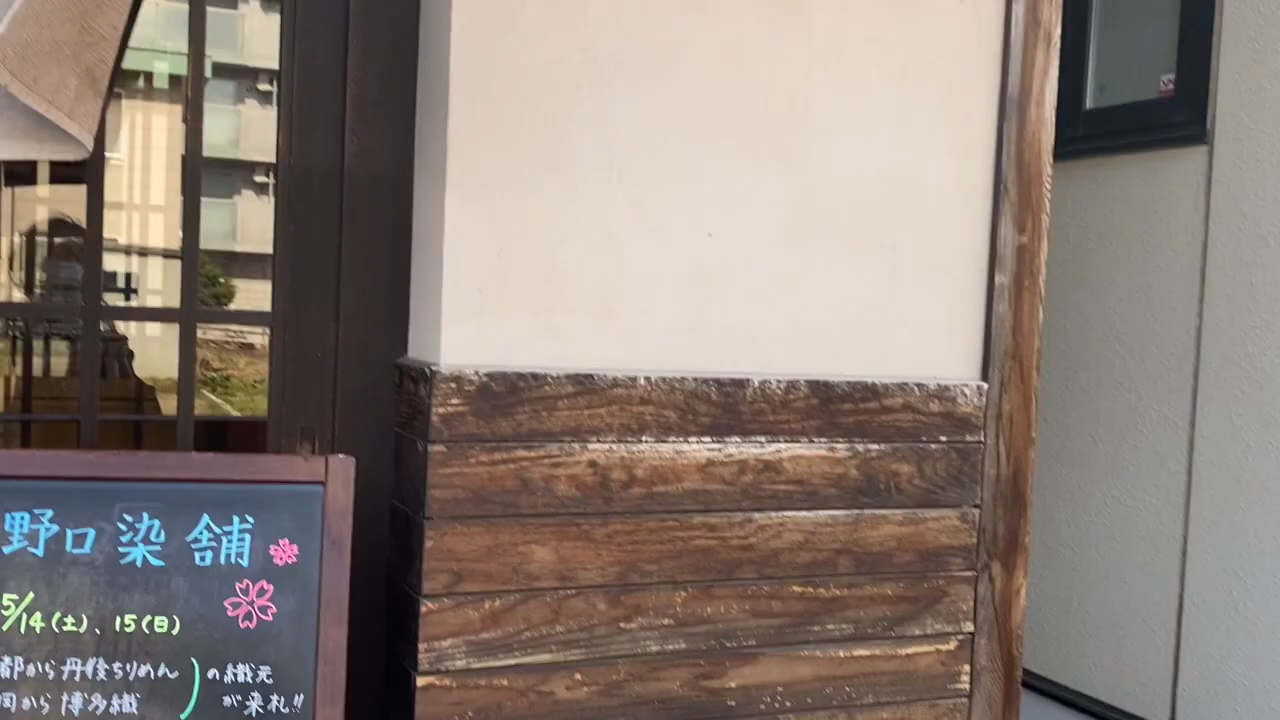 野口染舗
5/14(土)、15(日)
都から丹後ちりめん
岡から博多織
の織元
が来札!!